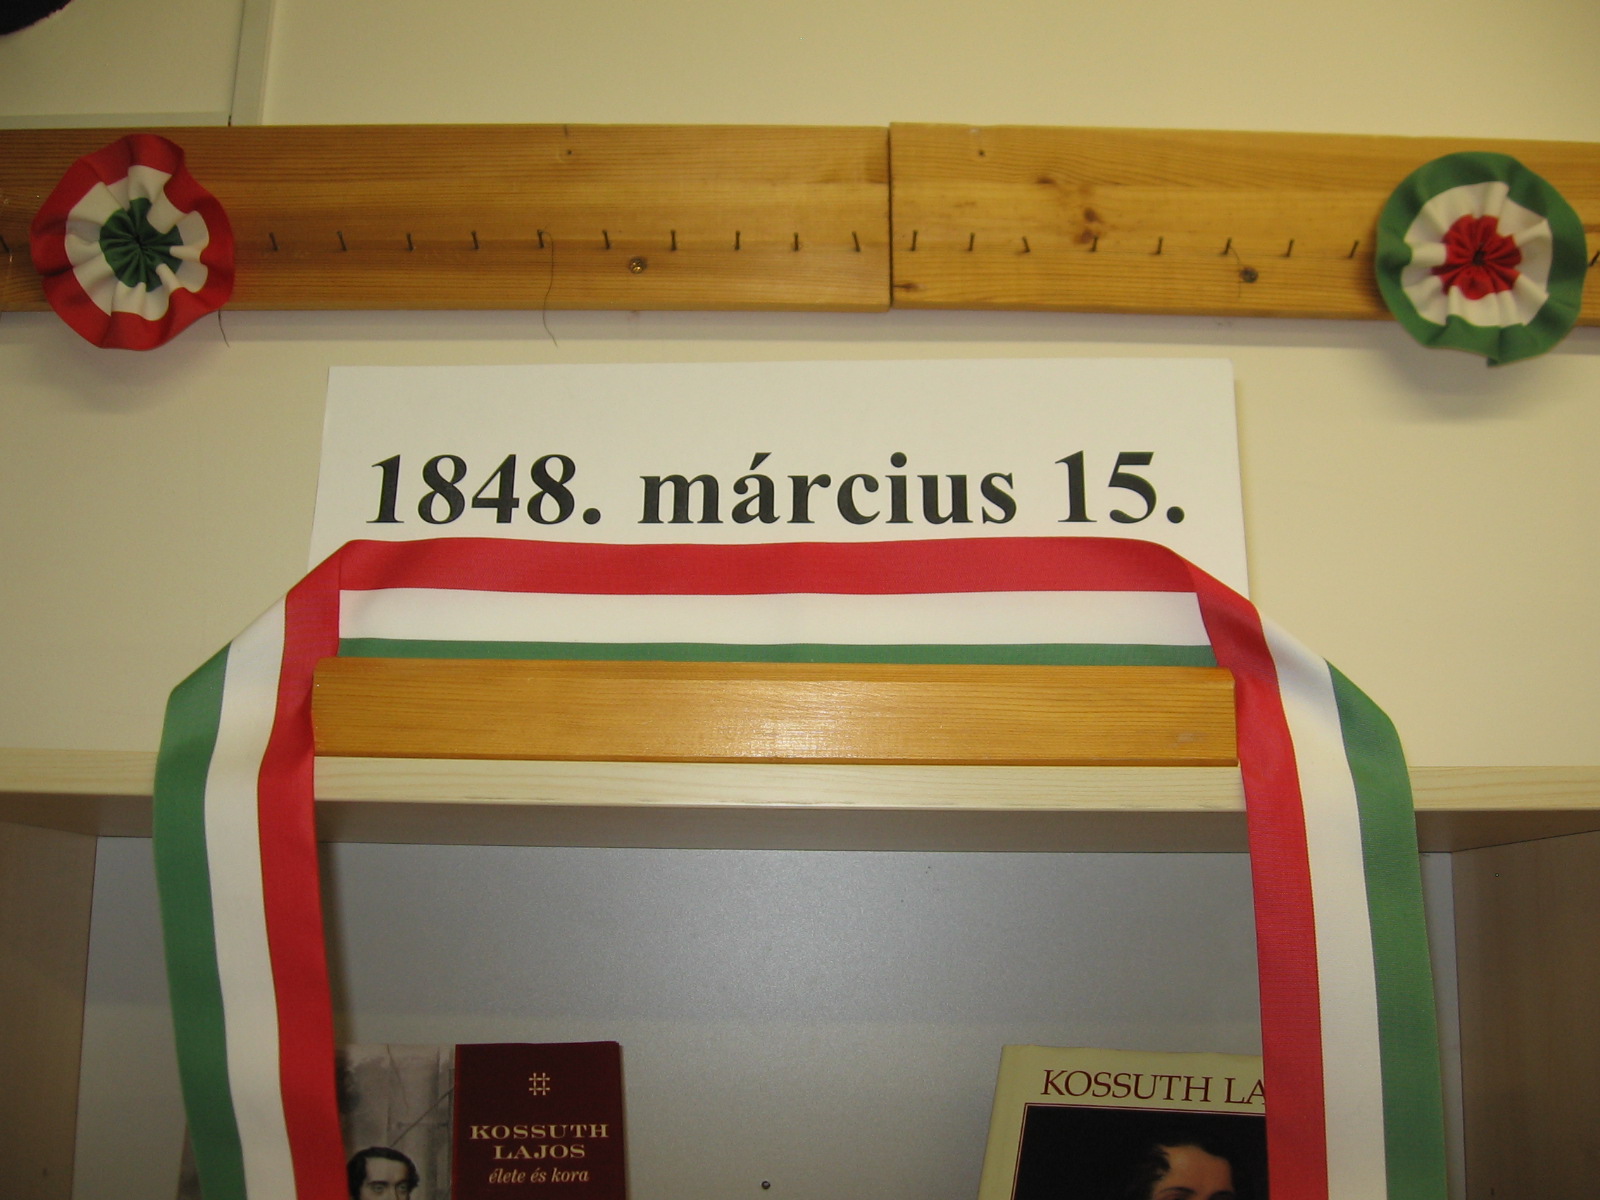 1848. március 15.
KOSSUTH
LAJOS
élete és kora
KOSSUTH LA